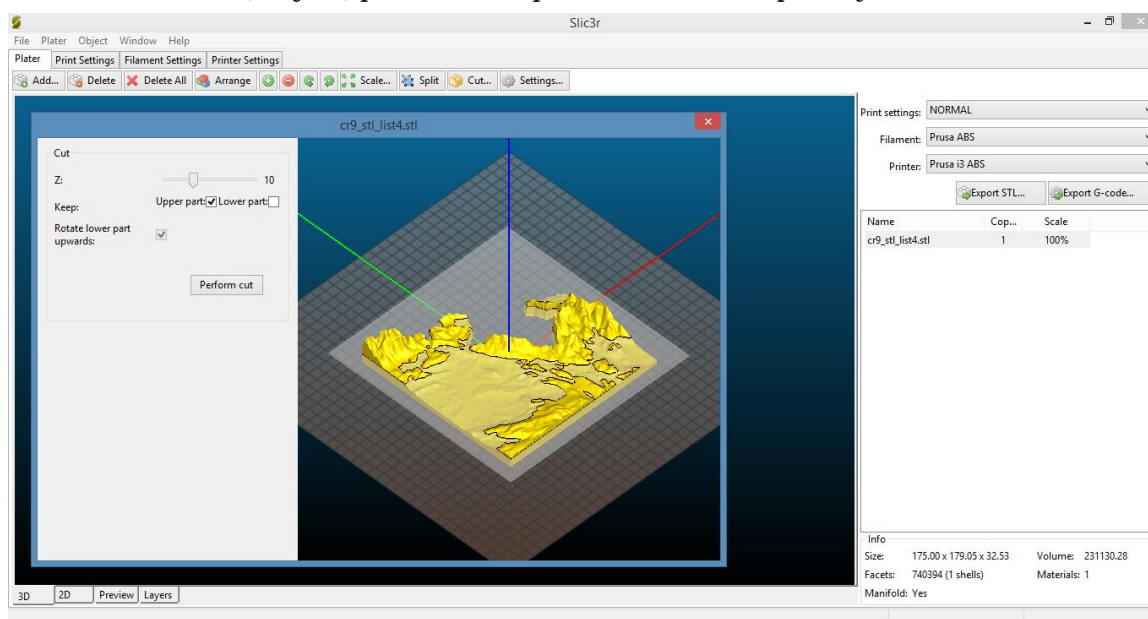 Slic3r
File Plater Object Window Help
Plater Print Settings Filament Settings Printer Settings
Add... Delete Delete All Arrange Scale... Split Cut... Settings...
cr9_stl_list4.stl
Cut
Z: 10
Keep: Upper part: Lower part:
Rotate lower part
upwards:
Perform cut
Print settings: NORMAL
Filament: Prusa ABS
Printer: Prusa i3 ABS
Export STL... Export G-code...
Name Cop... Scale
cr9_stl_list4.stl 1 100%
Info
Size: 175.00 x 179.05 x 32.53 Volume: 231130.28
Facets: 740394 (1 shells) Materials: 1
Manifold: Yes
3D 2D Preview Layers